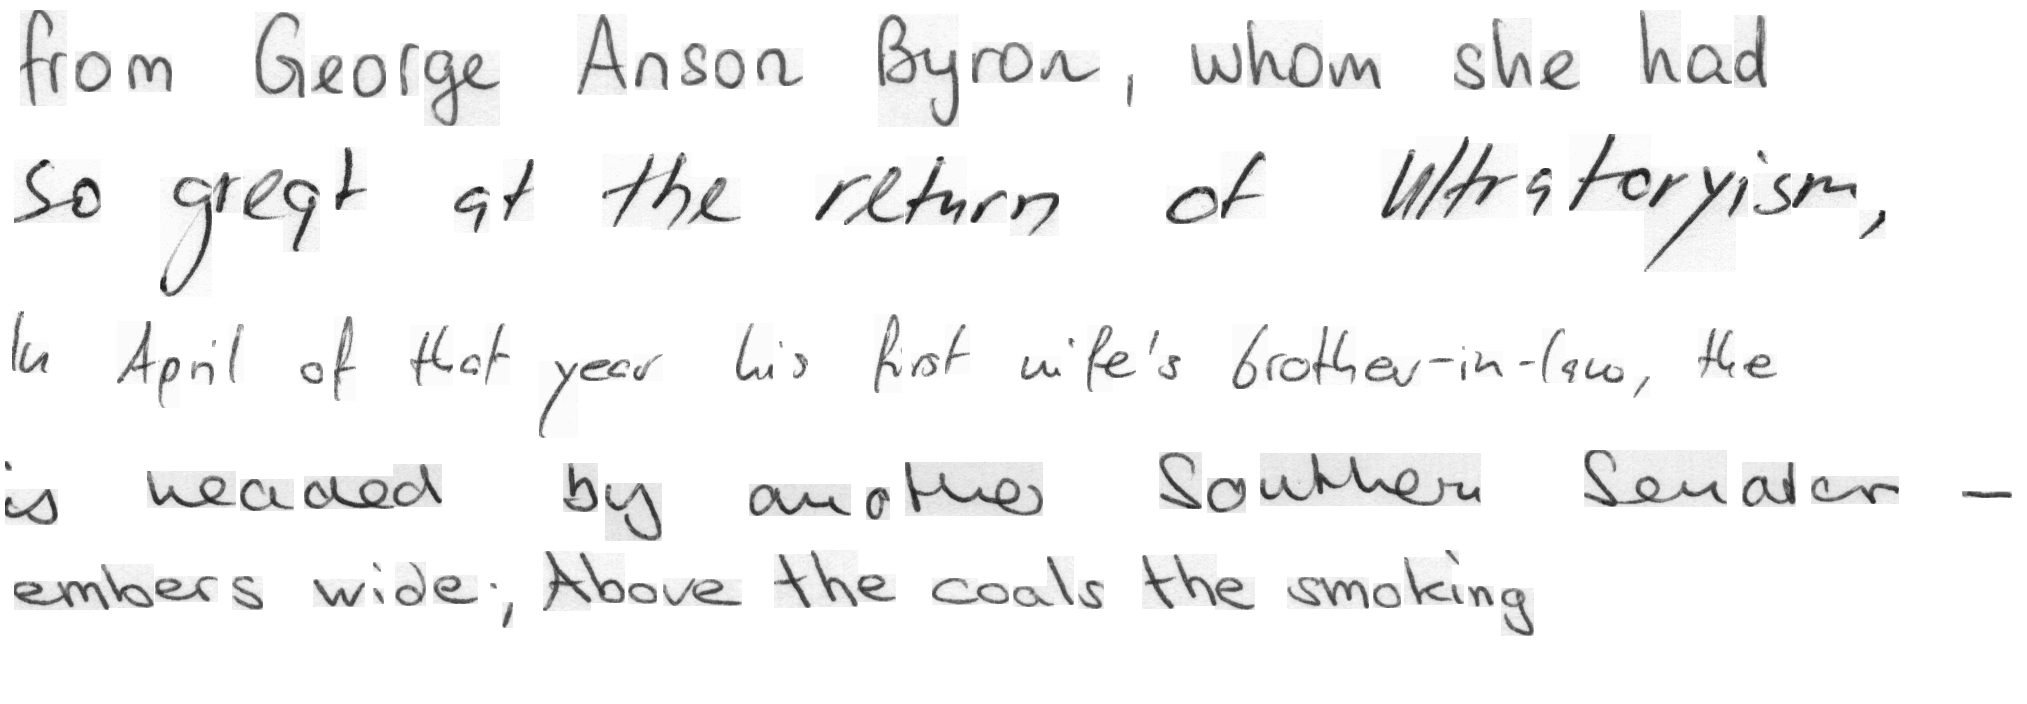 from George Anson Byron, whom she had
so great at the return of Ultratoryism,
In April of that year his first wife's brother-in-law, the
is headed by another Southern Senator -
embers wide; Above the coals the smoking